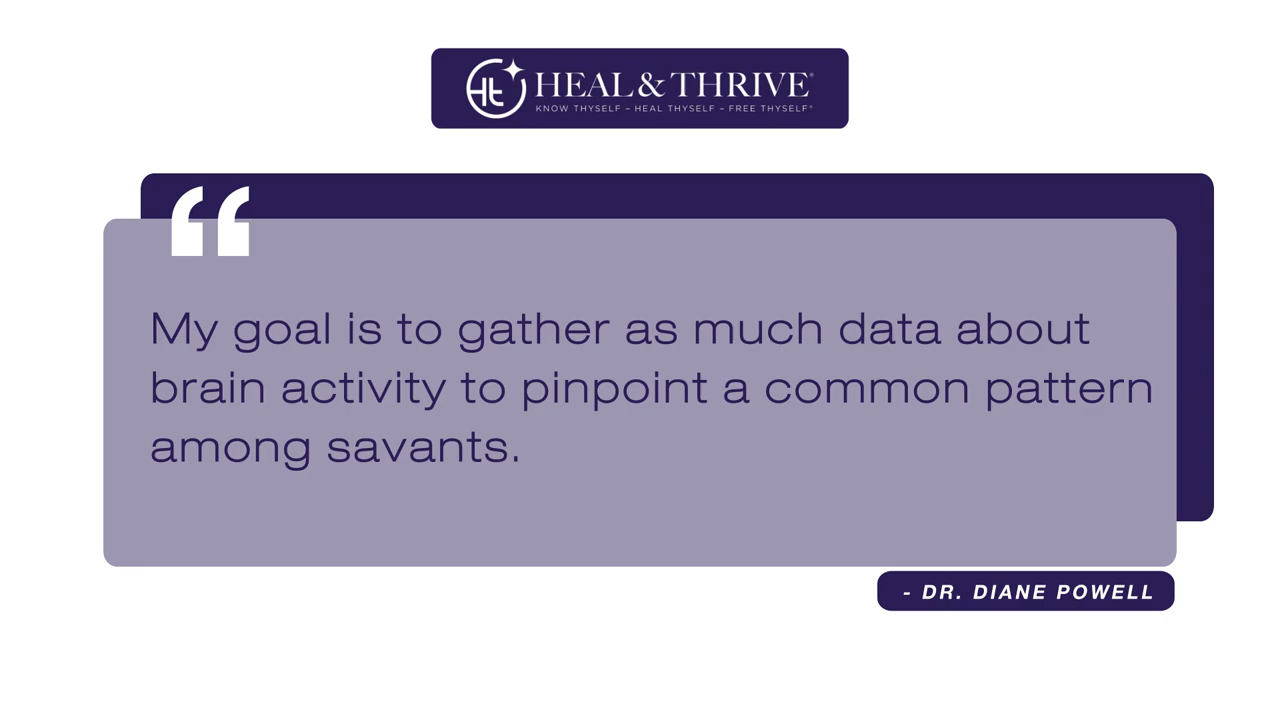 Ht HEAL & THRIVE®
KNOW THYSELF – HEAL THYSELF – FREE THYSELF®
“
My goal is to gather as much data about
brain activity to pinpoint a common pattern
among savants.
- DR. DIANE POWELL